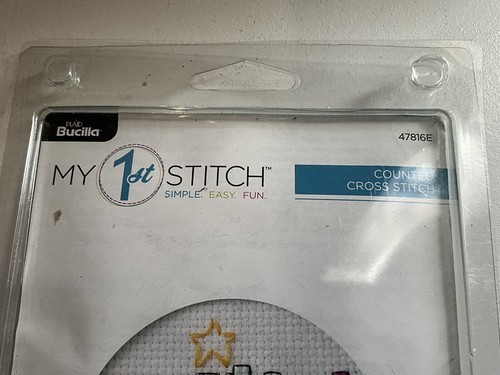 PLAID
Bucilla
47816E
MY 1st STITCH™
SIMPLE. EASY. FUN.
COUNTED
CROSS STITCH